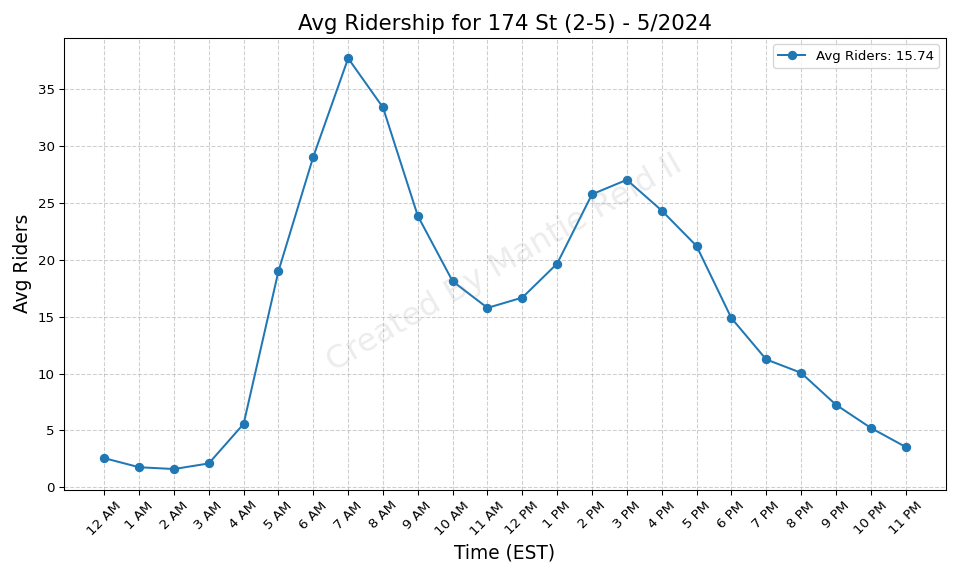 Avg Ridership for 174 St (2-5) - 5/2024
Avg Riders: 15.74
Avg Riders
35
30
25
20
15
10
5
0
Created By Mantie Reid II
12 AM
1 AM
2 AM
3 AM
4 AM
5 AM
6 AM
7 AM
8 AM
9 AM
10 AM
11 AM
12 PM
1 PM
2 PM
3 PM
4 PM
5 PM
6 PM
7 PM
8 PM
9 PM
10 PM
11 PM
Time (EST)